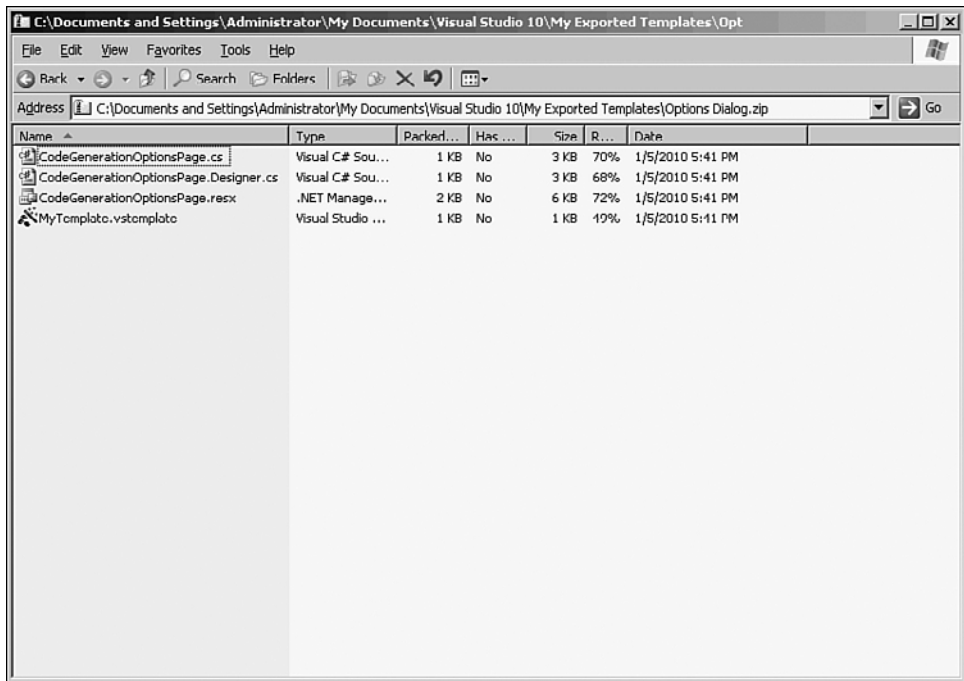 C:\Documents and Settings\Administrator\My Documents\Visual Studio 10\My Exported Templates\Opt
File Edit View Favorites Tools Help
Back Search Folders
Address C:\Documents and Settings\Administrator\My Documents\Visual Studio 10\My Exported Templates\Options Dialog.zip Go
Name Type Packed... Has ... Size R... Date
CodeGenerationOptionsPage.cs Visual C# Sou... 1 KB No 3 KB 70% 1/5/2010 5:41 PM
CodeGenerationOptionsPage.Designer.cs Visual C# Sou... 1 KB No 3 KB 68% 1/5/2010 5:41 PM
CodeGenerationOptionsPage.resx .NET Manage... 2 KB No 6 KB 72% 1/5/2010 5:41 PM
MyTemplate.vstemplate Visual Studio ... 1 KB No 1 KB 49% 1/5/2010 5:41 PM